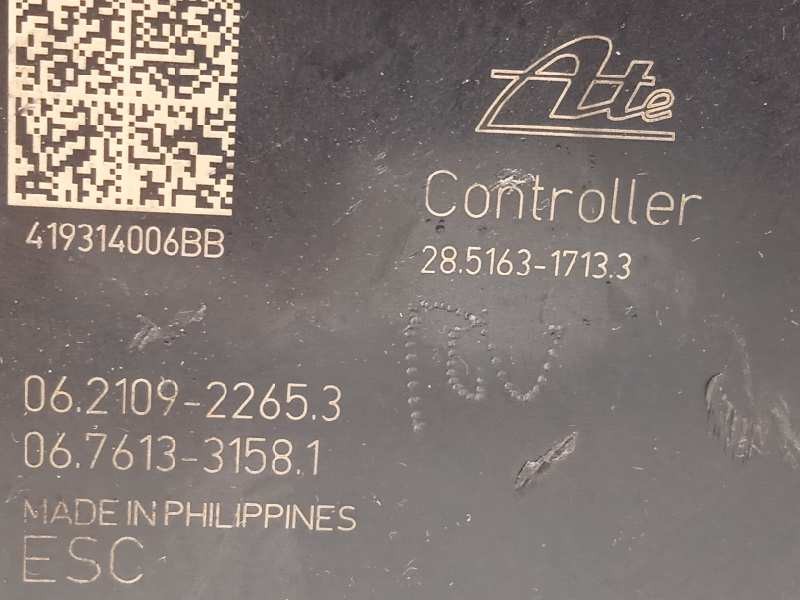 Ate
Controller
28.5163-1713.3
419314006BB
06.2109-2265.3
06.7613-3158.1
MADE IN PHILIPPINES
ESC